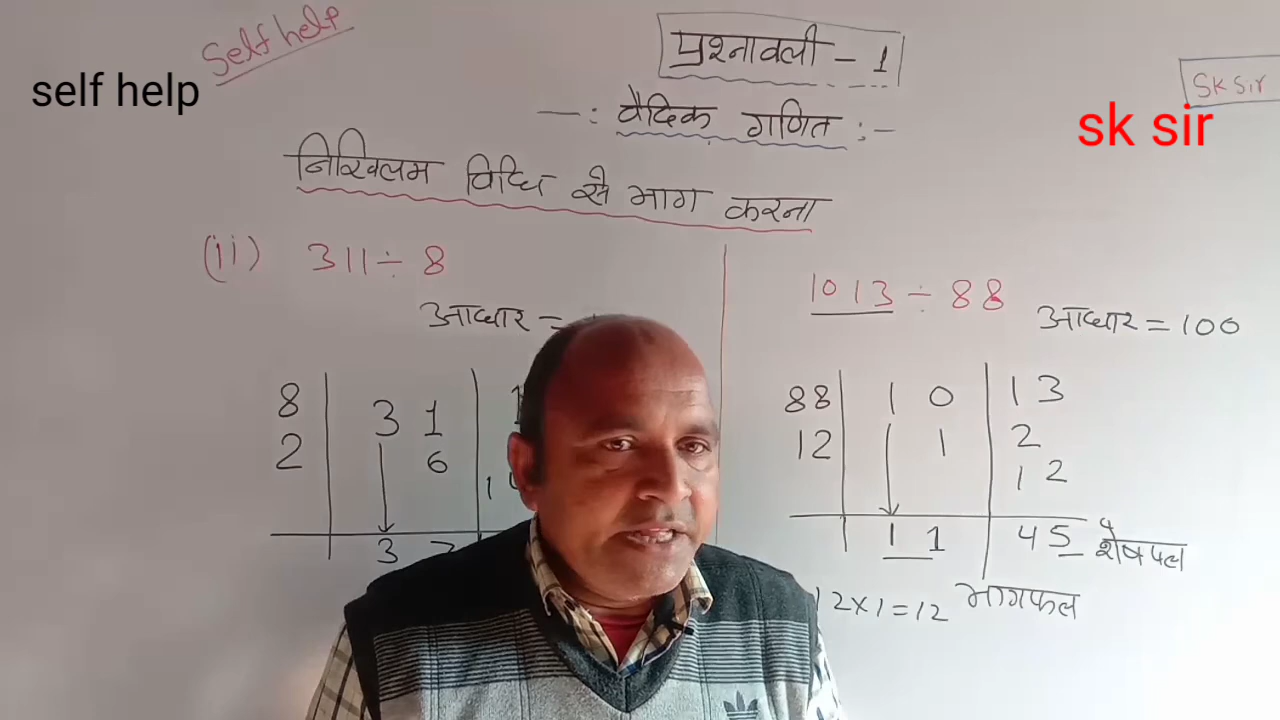 Self help
self help
प्रश्नावली - 1
SK Sir
sk sir
-: वैदिक गणित :-
निखिलम विधि से भाग करना
(ii) 311 ÷ 8
आधार =
8 | 3 1 | 1
2 | 6
1
3
1013 ÷ 88
आधार = 100
88 | 1 0 | 1 3
12 | 1 | 2
1 2
1 1 | 4 5 शेषफल
12 x 1 = 12 भागफल